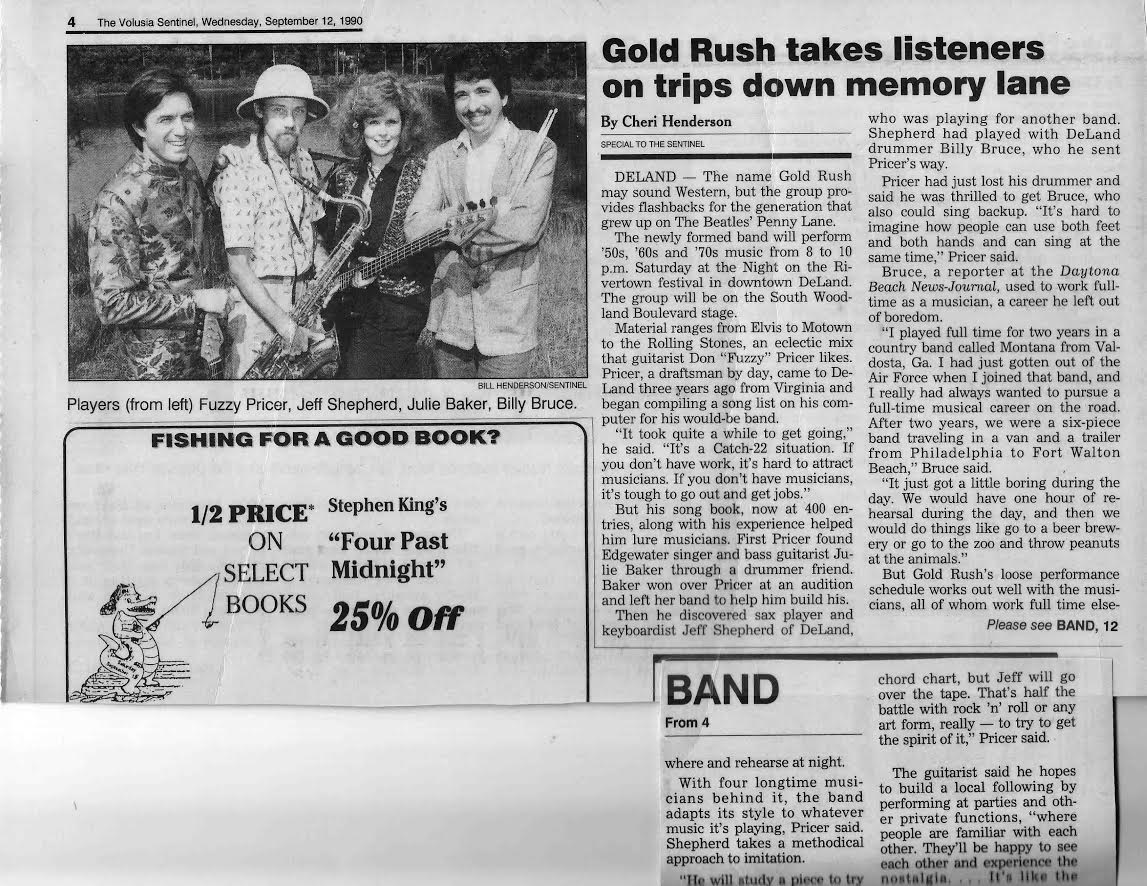 4 The Volusia Sentinel, Wednesday, September 12, 1990
BILL HENDERSON/SENTINEL
Players (from left) Fuzzy Pricer, Jeff Shepherd, Julie Baker, Billy Bruce.
FISHING FOR A GOOD BOOK?
1/2 PRICE*
ON
SELECT
BOOKS
Stephen King's
“Four Past
Midnight”
25% Off
Gold Rush takes listeners
on trips down memory lane
By Cheri Henderson
SPECIAL TO THE SENTINEL
DELAND — The name Gold Rush
may sound Western, but the group pro-
vides flashbacks for the generation that
grew up on The Beatles' Penny Lane.
The newly formed band will perform
'50s, '60s and '70s music from 8 to 10
p.m. Saturday at the Night on the Ri-
vertown festival in downtown DeLand.
The group will be on the South Wood-
land Boulevard stage.
Material ranges from Elvis to Motown
to the Rolling Stones, an eclectic mix
that guitarist Don “Fuzzy” Pricer likes.
Pricer, a draftsman by day, came to De-
Land three years ago from Virginia and
began compiling a song list on his com-
puter for his would-be band.
“It took quite a while to get going,”
he said. “It's a Catch-22 situation. If
you don't have work, it's hard to attract
musicians. If you don't have musicians,
it's tough to go out and get jobs.”
But his song book, now at 400 en-
tries, along with his experience helped
him lure musicians. First Pricer found
Edgewater singer and bass guitarist Ju-
lie Baker through a drummer friend.
Baker won over Pricer at an audition
and left her band to help him build his.
Then he discovered sax player and
keyboardist Jeff Shepherd of DeLand,
who was playing for another band.
Shepherd had played with DeLand
drummer Billy Bruce, who he sent
Pricer's way.
Pricer had just lost his drummer and
said he was thrilled to get Bruce, who
also could sing backup. “It's hard to
imagine how people can use both feet
and both hands and can sing at the
same time,” Pricer said.
Bruce, a reporter at the Daytona
Beach News-Journal, used to work full-
time as a musician, a career he left out
of boredom.
“I played full time for two years in a
country band called Montana from Val-
dosta, Ga. I had just gotten out of the
Air Force when I joined that band, and
I really had always wanted to pursue a
full-time musical career on the road.
After two years, we were a six-piece
band traveling in a van and a trailer
from Philadelphia to Fort Walton
Beach,” Bruce said.
“It just got a little boring during the
day. We would have one hour of re-
hearsal during the day, and then we
would do things like go to a beer brew-
ery or go to the zoo and throw peanuts
at the animals.”
But Gold Rush's loose performance
schedule works out well with the musi-
cians, all of whom work full time else-
Please see BAND, 12
BAND
From 4
where and rehearse at night.
With four longtime musi-
cians behind it, the band
adapts its style to whatever
music it's playing, Pricer said.
Shepherd takes a methodical
approach to imitation.
“He will study a piece to try
chord chart, but Jeff will go
over the tape. That's half the
battle with rock 'n' roll or any
art form, really — to try to get
the spirit of it,” Pricer said.
The guitarist said he hopes
to build a local following by
performing at parties and oth-
er private functions, “where
people are familiar with each
other. They'll be happy to see
each other and experience the
nostalgia. . . . It's like the